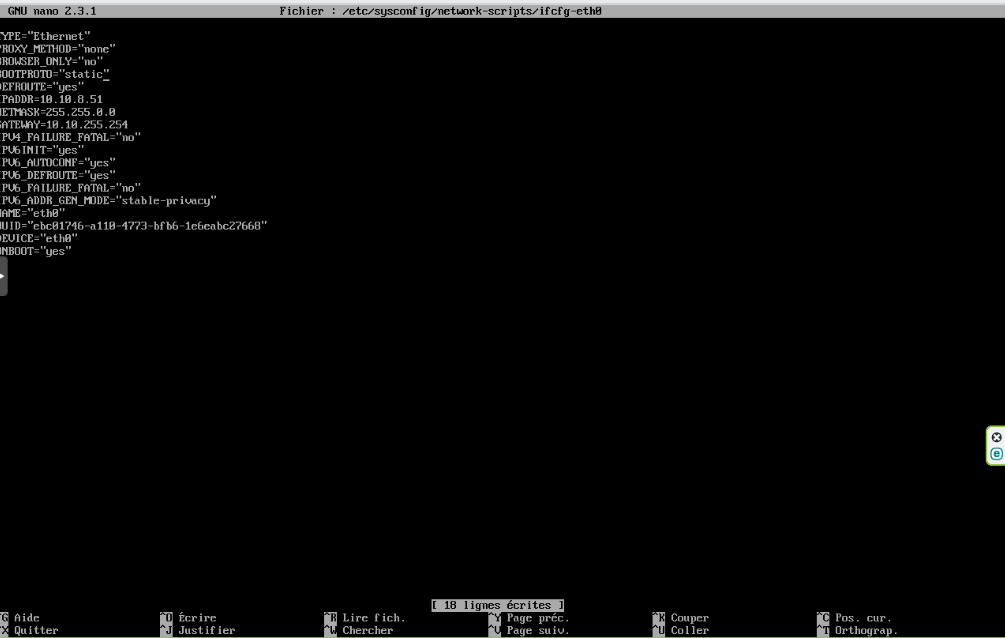 GNU nano 2.3.1 Fichier : /etc/sysconfig/network-scripts/ifcfg-eth0
TYPE="Ethernet"
PROXY_METHOD="none"
BROWSER_ONLY="no"
BOOTPROTO="static"
DEFROUTE="yes"
IPADDR=10.10.8.51
NETMASK=255.255.0.0
GATEWAY=10.10.255.254
IPV4_FAILURE_FATAL="no"
IPV6INIT="yes"
IPV6_AUTOCONF="yes"
IPV6_DEFROUTE="yes"
IPV6_FAILURE_FATAL="no"
IPV6_ADDR_GEN_MODE="stable-privacy"
NAME="eth0"
UUID="ebc01746-a110-4773-bfb6-1e6eabc27668"
DEVICE="eth0"
ONBOOT="yes"
[ 18 lignes écrites ]
^G Aide ^O Écrire ^R Lire fich. ^Y Page préc. ^K Couper ^C Pos. cur.
^X Quitter ^J Justifier ^W Chercher ^V Page suiv. ^U Coller ^T Orthograp.